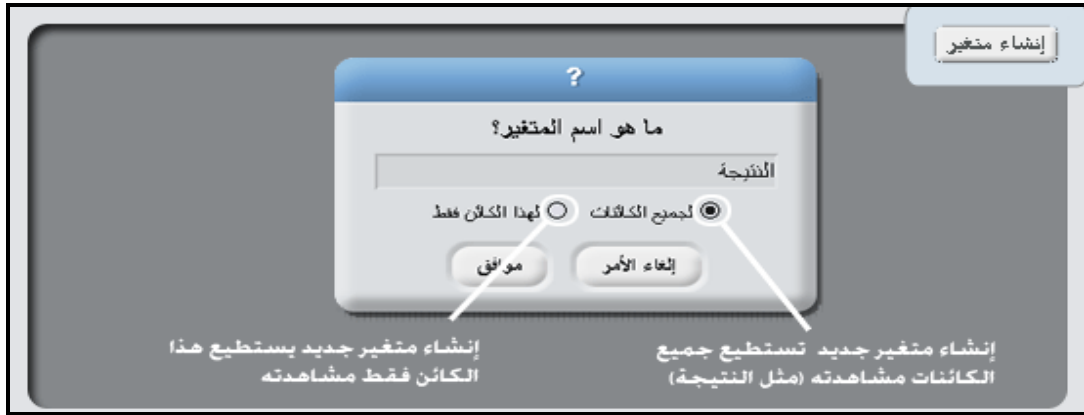 إنشاء متغير
?
ما هو اسم المتغير؟
النتيجة
لجميع الكائنات لهذا الكائن فقط
إلغاء الأمر موافق
إنشاء متغير جديد تستطيع جميع
الكائنات مشاهدته (مثل النتيجة)
إنشاء متغير جديد يستطيع هذا
الكائن فقط مشاهدته